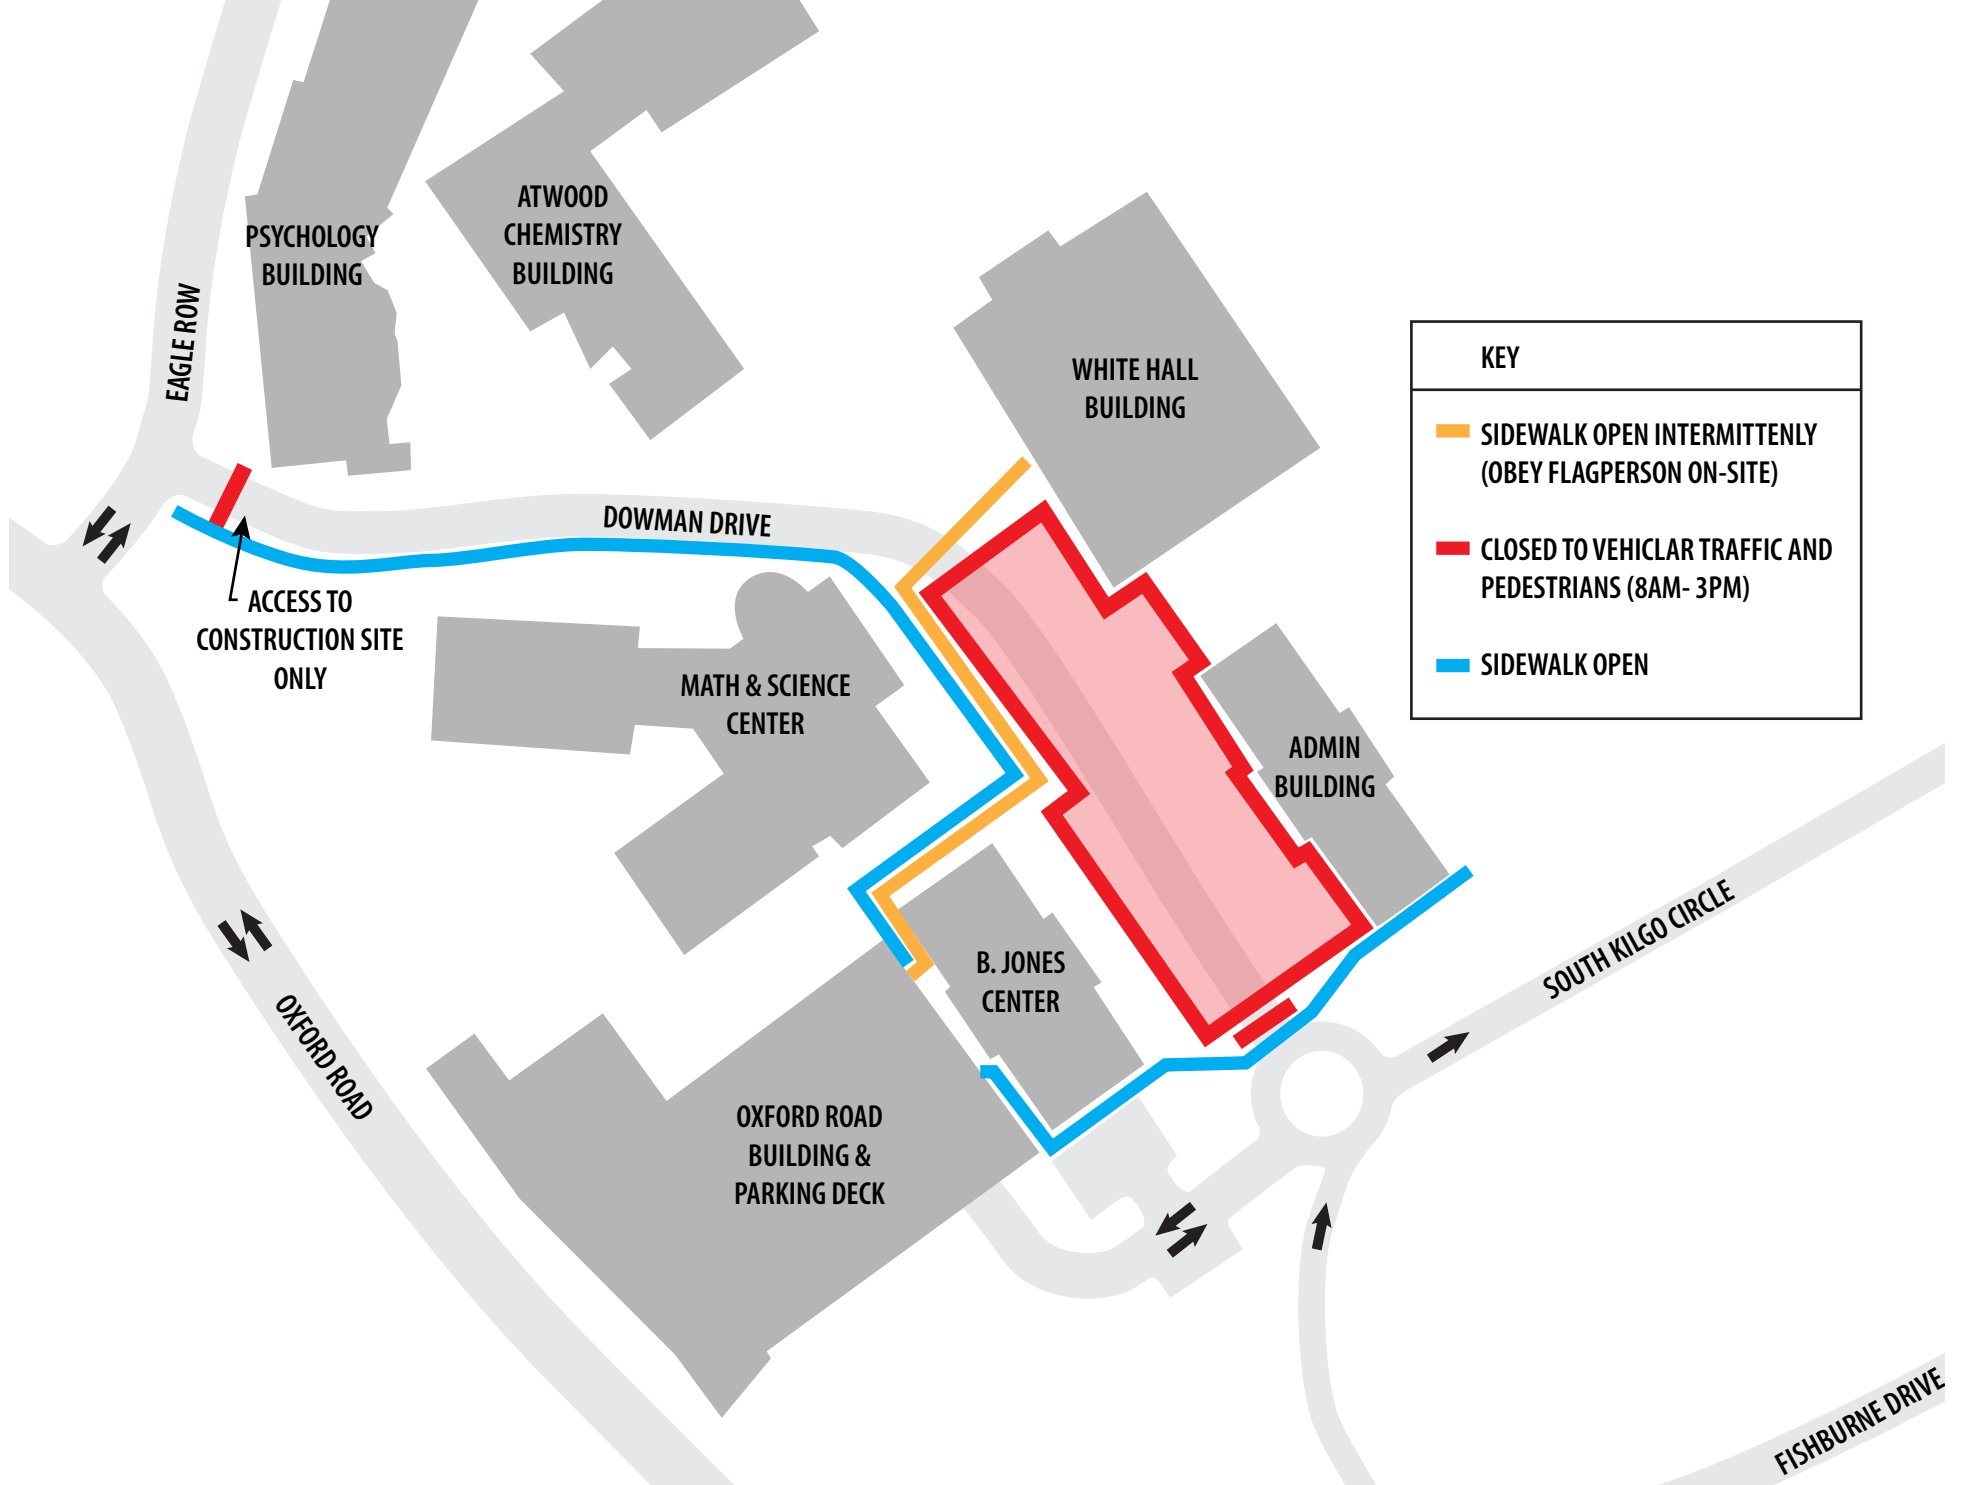 PSYCHOLOGY
BUILDING
ATWOOD
CHEMISTRY
BUILDING
EAGLE ROW
WHITE HALL
BUILDING
KEY
SIDEWALK OPEN INTERMITTENLY
(OBEY FLAGPERSON ON-SITE)
CLOSED TO VEHICLAR TRAFFIC AND
PEDESTRIANS (8AM- 3PM)
SIDEWALK OPEN
DOWMAN DRIVE
ACCESS TO
CONSTRUCTION SITE
ONLY
MATH & SCIENCE
CENTER
ADMIN
BUILDING
B. JONES
CENTER
SOUTH KILGO CIRCLE
OXFORD ROAD
OXFORD ROAD
BUILDING &
PARKING DECK
FISHBURNE DRIVE